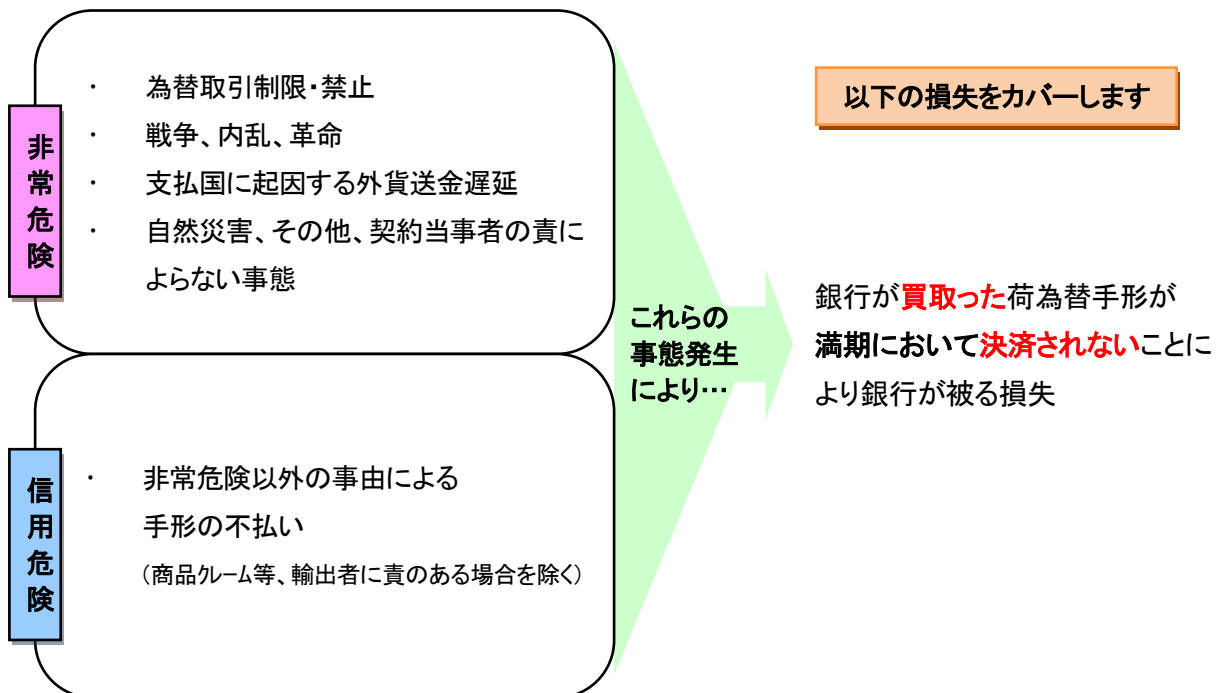 非常危険
・ 為替取引制限・禁止
・ 戦争、内乱、革命
・ 支払国に起因する外貨送金遅延
・ 自然災害、その他、契約当事者の責に
よらない事態
信用危険
・ 非常危険以外の事由による
手形の不払い
(商品クレーム等、輸出者に責のある場合を除く)
これらの
事態発生
により…
以下の損失をカバーします
銀行が買取った荷為替手形が
満期において決済されないことに
より銀行が被る損失